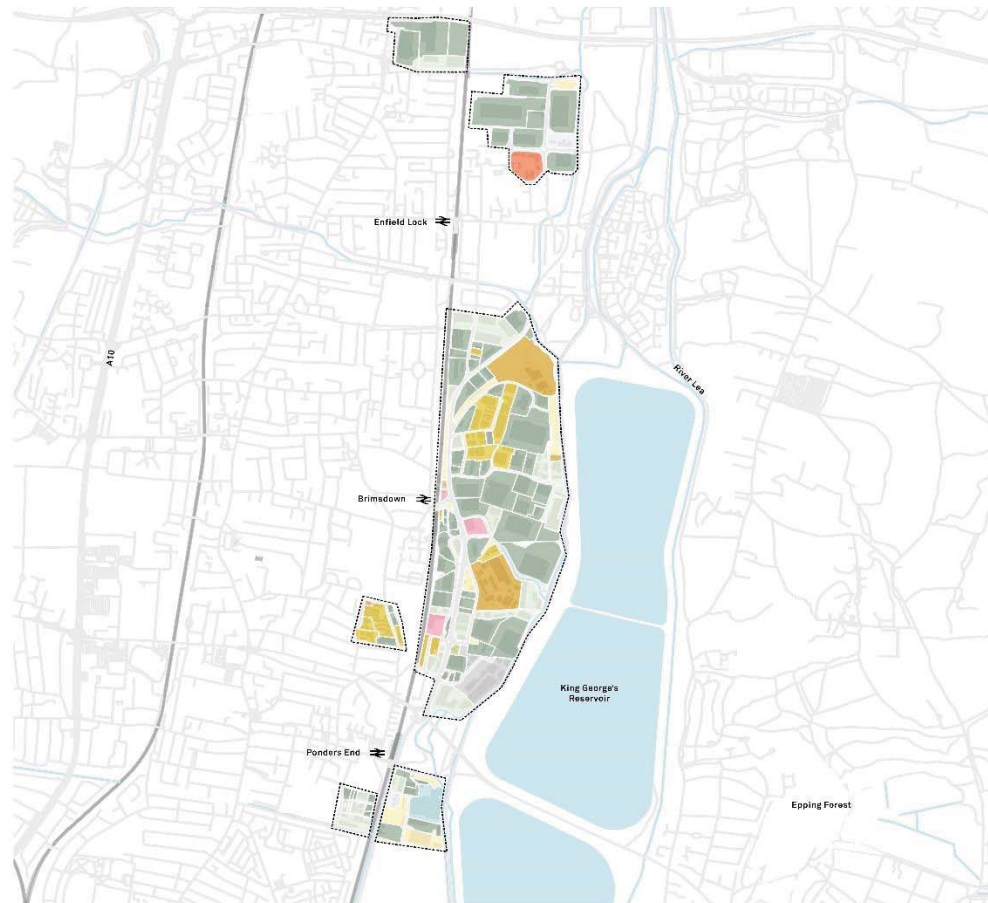 Enfield Lock
A10
River Lea
Brimsdown
King George's
Reservoir
Ponders End
Epping Forest